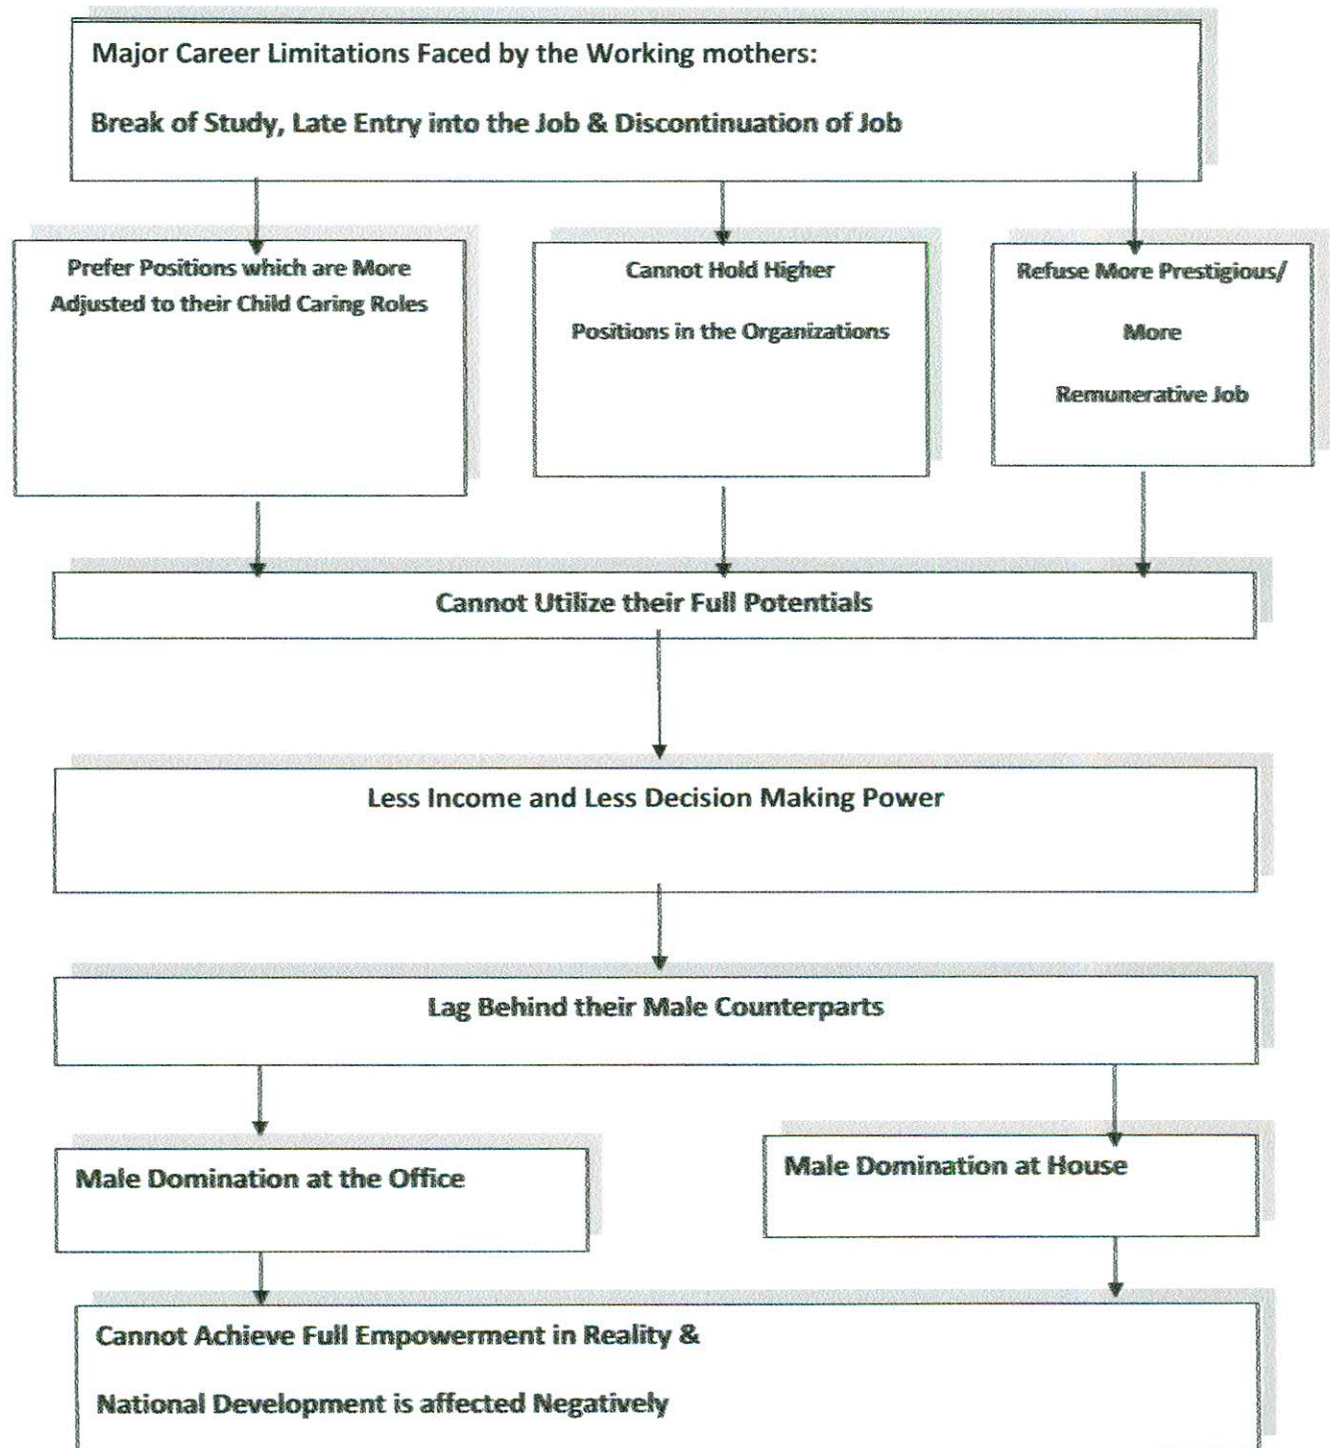 Major Career Limitations Faced by the Working mothers:
Break of Study, Late Entry into the Job & Discontinuation of Job
Prefer Positions which are More
Adjusted to their Child Caring Roles
Cannot Hold Higher
Positions in the Organizations
Refuse More Prestigious/
More
Remunerative Job
Cannot Utilize their Full Potentials
Less Income and Less Decision Making Power
Lag Behind their Male Counterparts
Male Domination at the Office
Male Domination at House
Cannot Achieve Full Empowerment in Reality &
National Development is affected Negatively